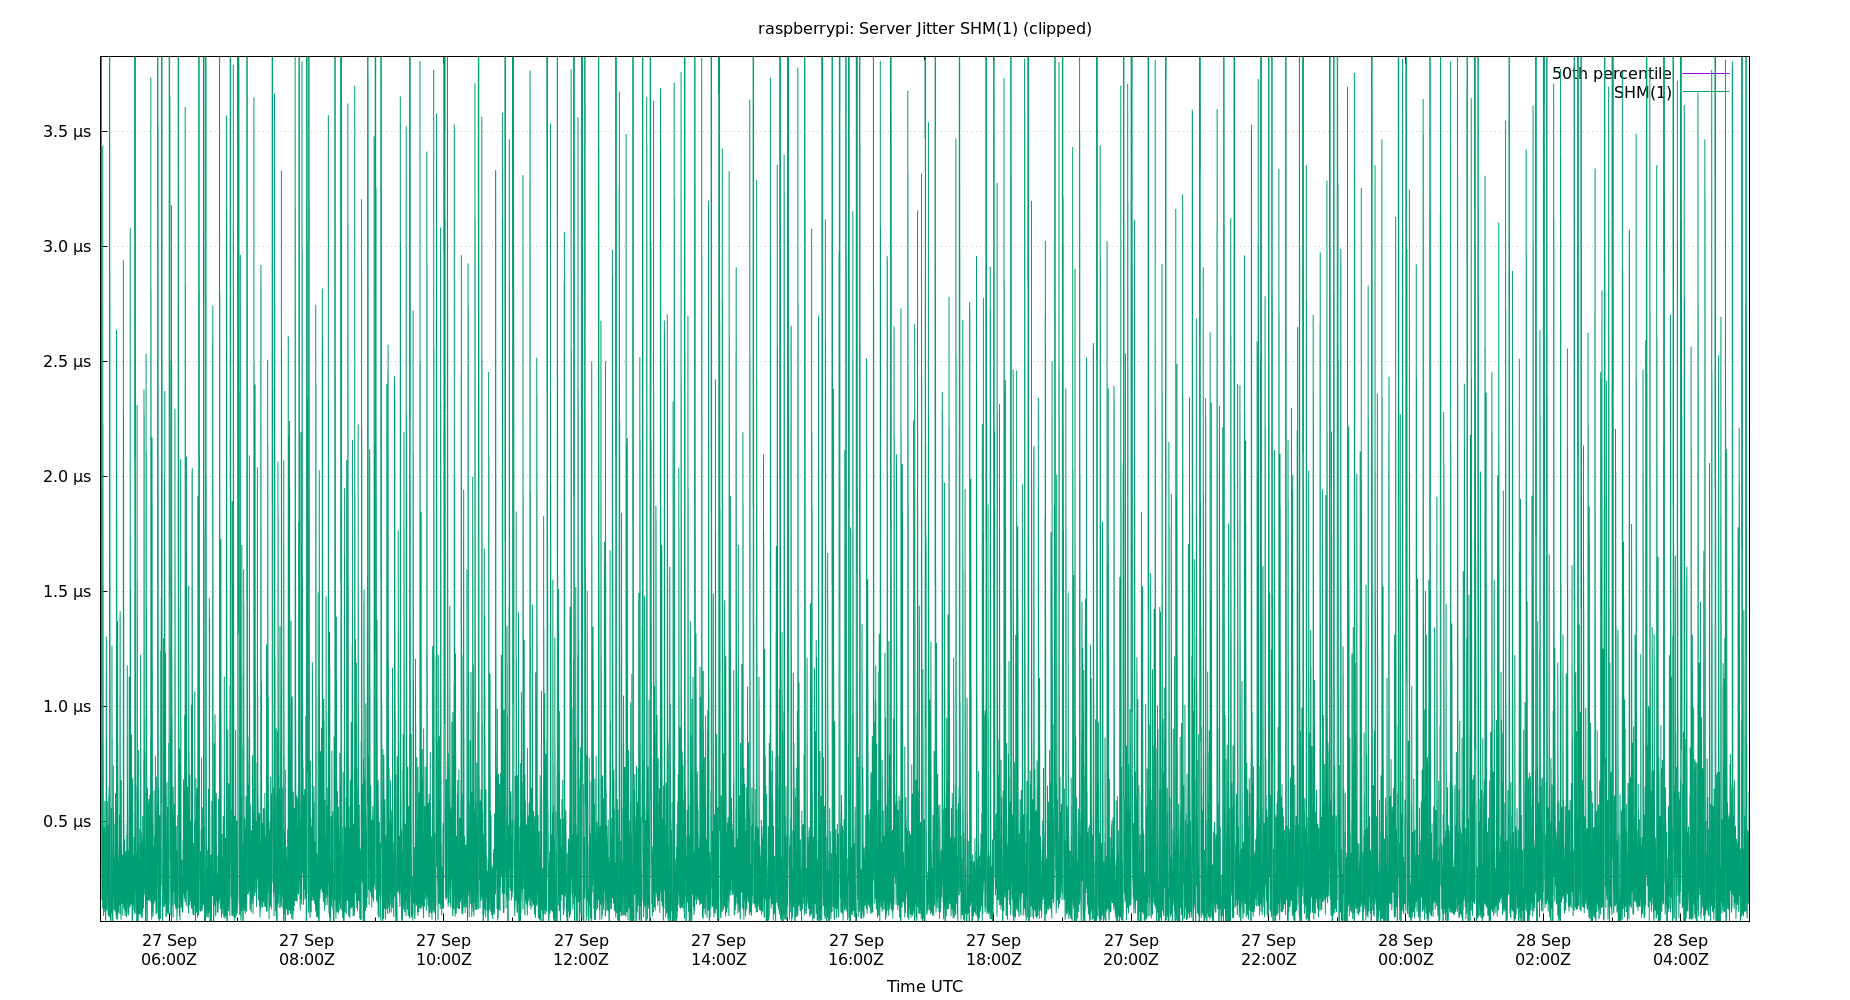 raspberrypi: Server Jitter SHM(1) (clipped)
50th percentile
SHM(1)
3.5 µs
3.0 µs
2.5 µs
2.0 µs
1.5 µs
1.0 µs
0.5 µs
27 Sep 27 Sep 27 Sep 27 Sep 27 Sep 27 Sep 27 Sep 27 Sep 27 Sep 28 Sep 28 Sep 28 Sep
06:00Z 08:00Z 10:00Z 12:00Z 14:00Z 16:00Z 18:00Z 20:00Z 22:00Z 00:00Z 02:00Z 04:00Z
Time UTC